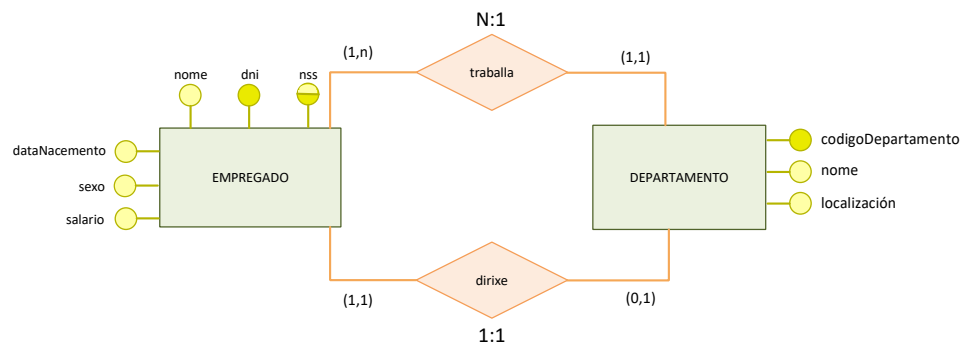 N:1
(1,n)
traballa
(1,1)
nome
dni
nss
dataNacemento
sexo
salario
EMPREGADO
DEPARTAMENTO
codigoDepartamento
nome
localización
(1,1)
dirixe
(0,1)
1:1